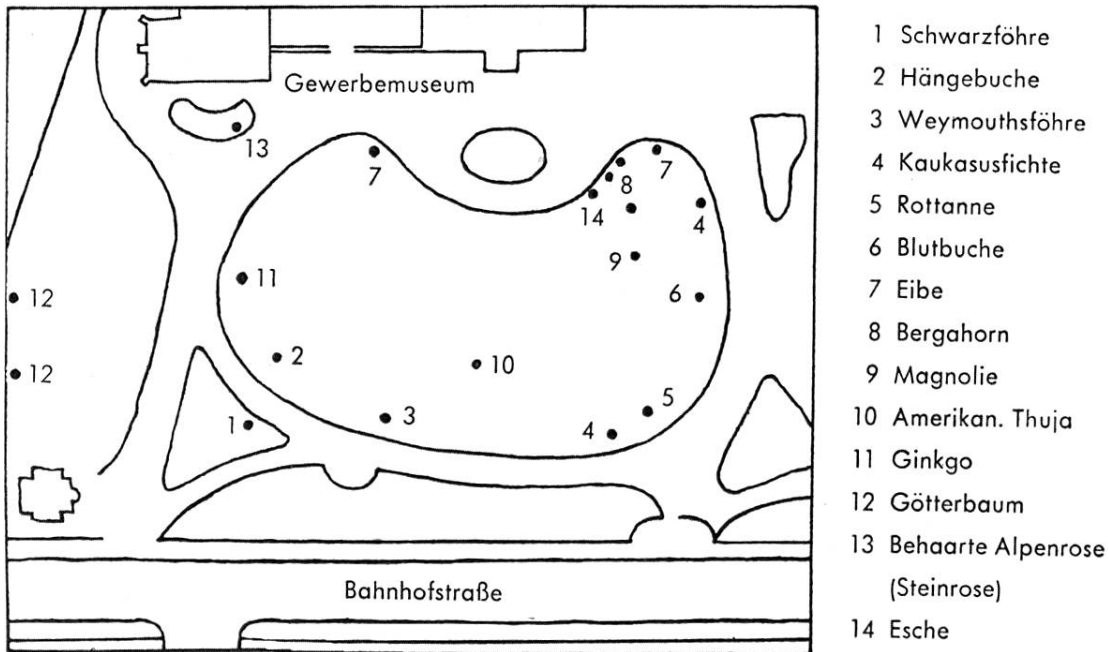 Gewerbemuseum
13
7
7
8
14
4
9
11
12
6
12
2
10
5
3
4
1
Bahnhofstraße
1 Schwarzföhre
2 Hängebuche
3 Weymouthsföhre
4 Kaukasusfichte
5 Rottanne
6 Blutbuche
7 Eibe
8 Bergahorn
9 Magnolie
10 Amerikan. Thuja
11 Ginkgo
12 Götterbaum
13 Behaarte Alpenrose
(Steinrose)
14 Esche